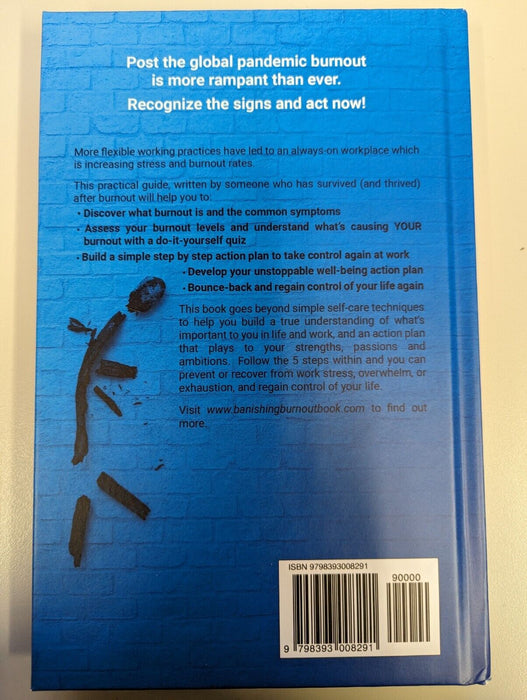 Post the global pandemic burnout
is more rampant than ever.
Recognize the signs and act now!
More flexible working practices have led to an always-on workplace which
is increasing stress and burnout rates.
This practical guide, written by someone who has survived (and thrived)
after burnout will help you to:
• Discover what burnout is and the common symptoms
• Assess your burnout levels and understand what's causing YOUR
burnout with a do-it-yourself quiz
• Build a simple step by step action plan to take control again at work
• Develop your unstoppable well-being action plan
• Bounce-back and regain control of your life again
This book goes beyond simple self-care techniques
to help you build a true understanding of what's
important to you in life and work, and an action plan
that plays to your strengths, passions and
ambitions. Follow the 5 steps within and you can
prevent or recover from work stress, overwhelm, or
exhaustion, and regain control of your life.
Visit www.banishingburnoutbook.com to find out
more.
ISBN 9798393008291
90000
9 798393 008291